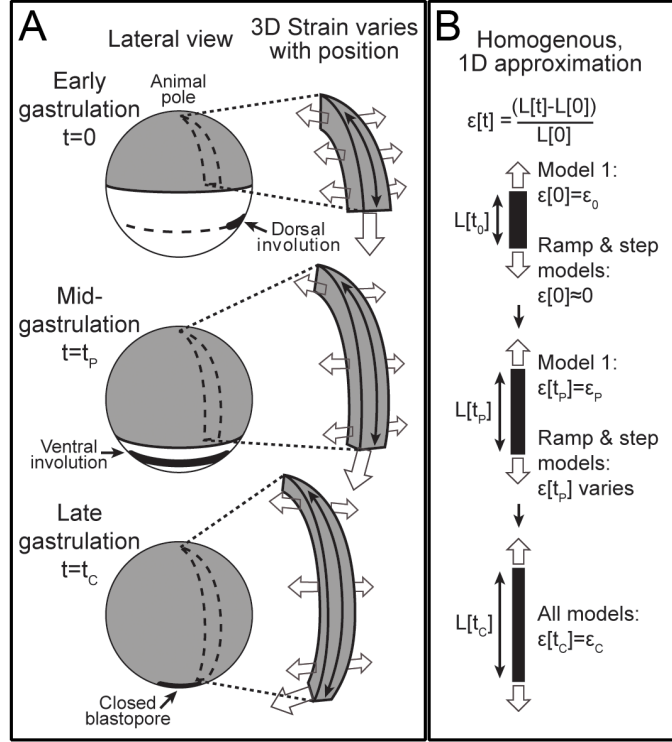 A
Lateral view
3D Strain varies
with position
Early
gastrulation
t=0
Animal
pole
Dorsal
involution
Mid-
gastrulation
t=tP
Ventral
involution
Late
gastrulation
t=tC
Closed
blastopore
B
Homogenous,
1D approximation
ε[t] = (L[t]-L[0])
L[0]
Model 1:
ε[0]=ε0
L[t0]
Ramp & step
models:
ε[0]≈0
Model 1:
ε[tP]=εP
L[tP]
Ramp & step
models:
ε[tP] varies
L[tC]
All models:
ε[tC]=εC